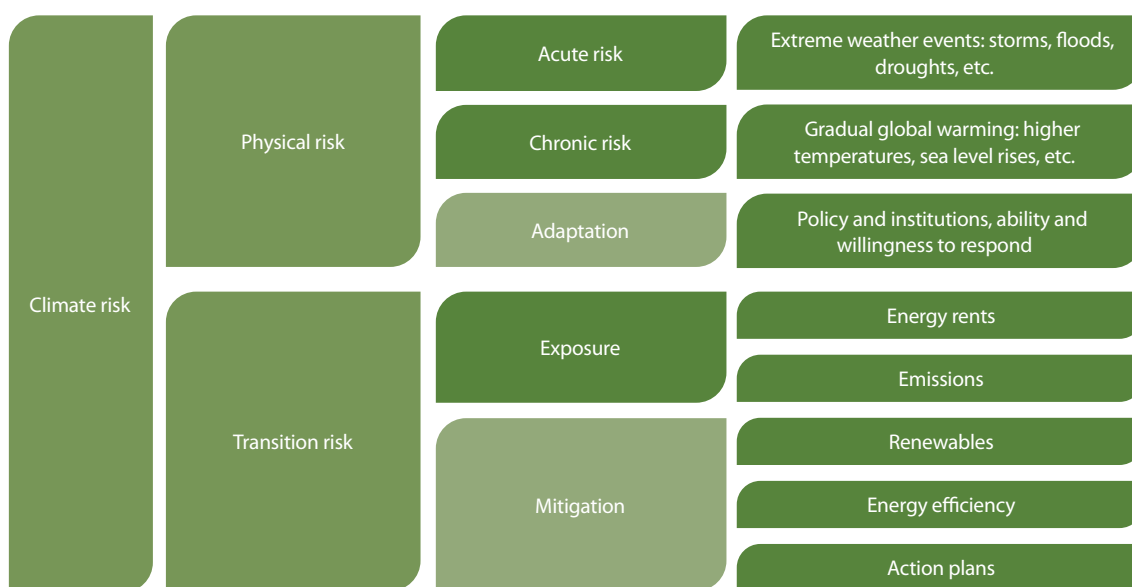 Climate risk
Physical risk
Acute risk
Extreme weather events: storms, floods,
droughts, etc.
Chronic risk
Gradual global warming: higher
temperatures, sea level rises, etc.
Adaptation
Policy and institutions, ability and
willingness to respond
Transition risk
Exposure
Energy rents
Emissions
Mitigation
Renewables
Energy efficiency
Action plans